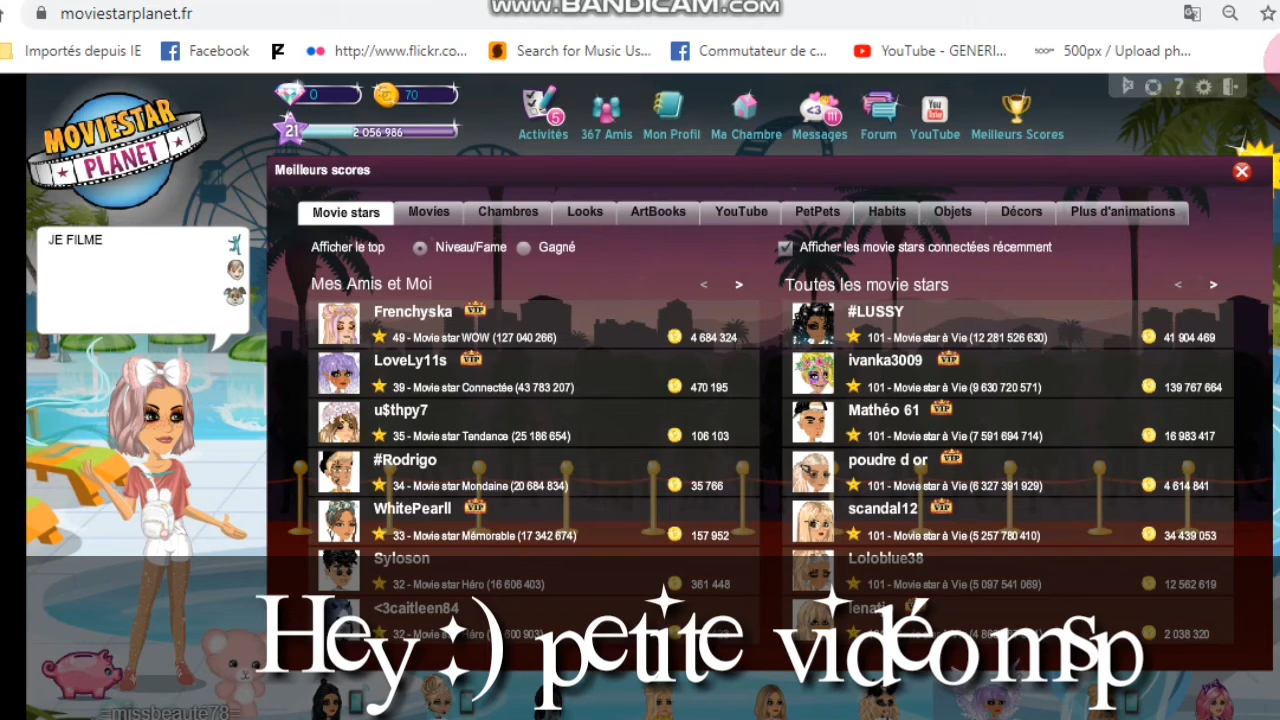 www.BANDICAM.com
moviestarplanet.fr
Importés depuis IE Facebook http://www.flickr.co... Search for Music Us... Commutateur de c... YouTube - GENERI... 500px / Upload ph...
MOVIESTAR
PLANET
0 70
21 2 056 986
5 111
Activités 367 Amis Mon Profil Ma Chambre Messages Forum YouTube Meilleurs Scores
Meilleurs scores
Movie stars Movies Chambres Looks ArtBooks YouTube PetPets Habits Objets Décors Plus d'animations
JE FILME
Afficher le top Niveau/Fame Gagné
Afficher les movie stars connectées récemment
Mes Amis et Moi < >
Frenchyska VIP
49 - Movie star WOW (127 040 266) 4 684 324
LoveLy11s VIP
39 - Movie star Connectée (43 783 207) 470 195
u$thpy7
35 - Movie star Tendance (25 186 654) 106 103
#Rodrigo
34 - Movie star Mondaine (20 684 834) 35 766
WhitePearll VIP
33 - Movie star Mémorable (17 342 674) 157 952
Syloson
32 - Movie star Héro (16 606 403) 361 448
<3caitleen84
Toutes les movie stars < >
#LUSSY
101 - Movie star à Vie (12 281 526 630) 41 904 469
ivanka3009 VIP
101 - Movie star à Vie (9 630 720 571) 139 767 664
Mathéo 61 VIP
101 - Movie star à Vie (7 591 694 714) 16 983 417
poudre d or VIP
101 - Movie star à Vie (6 327 391 929) 4 614 841
scandal12 VIP
101 - Movie star à Vie (5 257 780 410) 34 439 053
Loloblue38
101 - Movie star à Vie (5 097 541 069) 12 562 619
2 038 320
Hey :) petite vidéo msp
=missbeauté78=